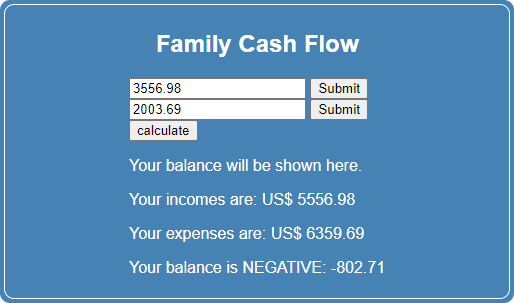 Family Cash Flow
3556.98 Submit
2003.69 Submit
calculate
Your balance will be shown here.
Your incomes are: US$ 5556.98
Your expenses are: US$ 6359.69
Your balance is NEGATIVE: -802.71